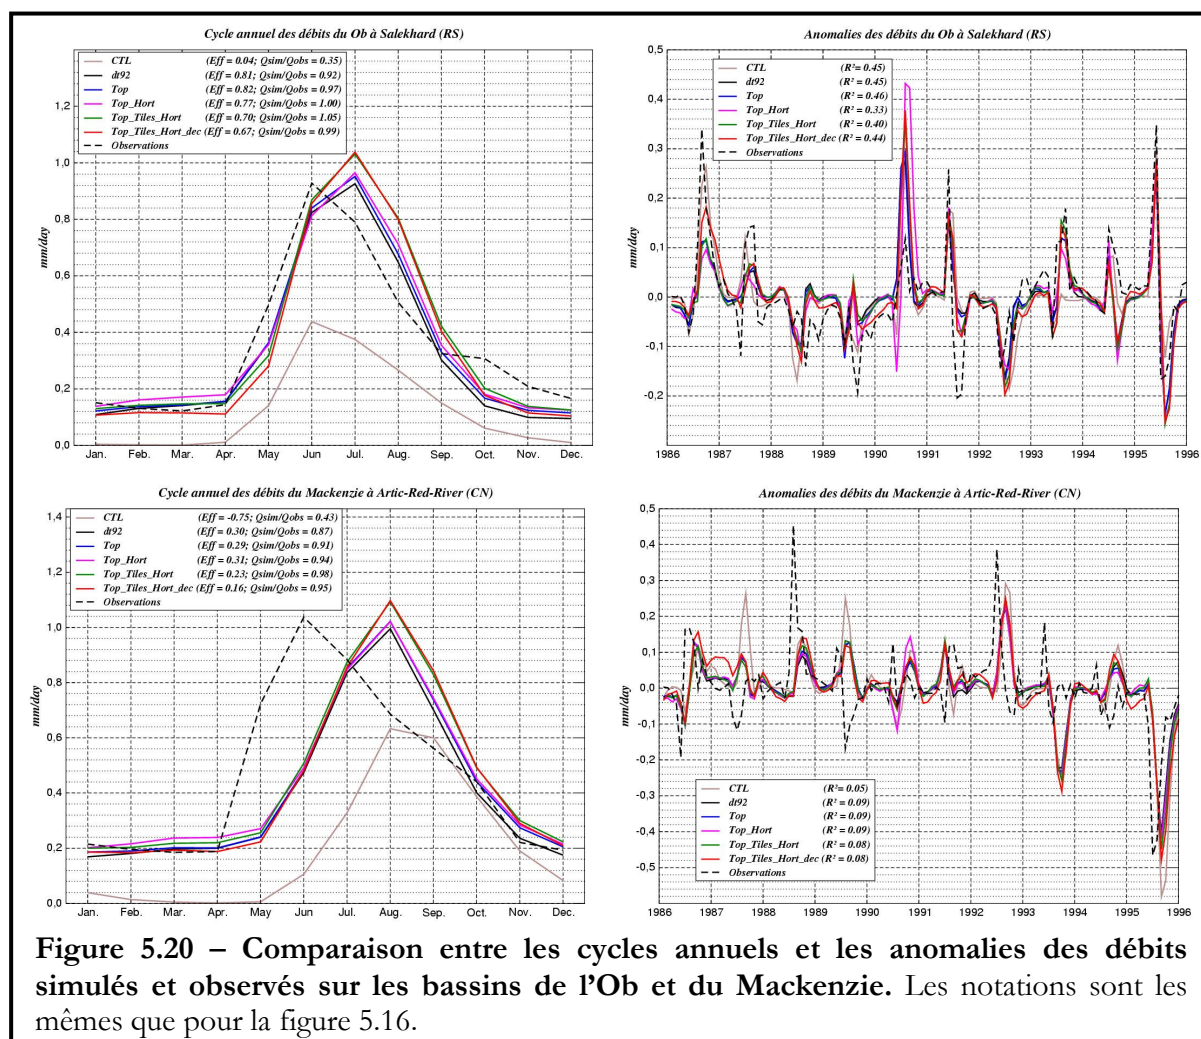 Cycle annuel des débits du Ob à Salekhard (RS)
CTL (Eff = 0.04; Qsim/Qobs = 0.35)
dt92 (Eff = 0.81; Qsim/Qobs = 0.92)
Top (Eff = 0.82; Qsim/Qobs = 0.97)
Top_Hort (Eff = 0.77; Qsim/Qobs = 1.00)
Top_Tiles_Hort (Eff = 0.70; Qsim/Qobs = 1.05)
Top_Tiles_Hort_dec (Eff = 0.67; Qsim/Qobs = 0.99)
Observations
mm/day
1,2
1,0
0,8
0,6
0,4
0,2
0,0
Jan. Feb. Mar. Apr. May Jun Jul. Aug. Sep. Oct. Nov. Dec.
Anomalies des débits du Ob à Salekhard (RS)
CTL (R²= 0.45)
dt92 (R² = 0.45)
Top (R² = 0.46)
Top_Hort (R² = 0.33)
Top_Tiles_Hort (R² = 0.40)
Top_Tiles_Hort_dec (R² = 0.44)
Observations
mm/day
0,5
0,4
0,3
0,2
0,1
0,0
-0,1
-0,2
1986 1987 1988 1989 1990 1991 1992 1993 1994 1995 1996
Cycle annuel des débits du Mackenzie à Artic-Red-River (CN)
CTL (Eff = -0.75; Qsim/Qobs = 0.43)
dt92 (Eff = 0.30; Qsim/Qobs = 0.87)
Top (Eff = 0.29; Qsim/Qobs = 0.91)
Top_Hort (Eff = 0.31; Qsim/Qobs = 0.94)
Top_Tiles_Hort (Eff = 0.23; Qsim/Qobs = 0.98)
Top_Tiles_Hort_dec (Eff = 0.16; Qsim/Qobs = 0.95)
Observations
mm/day
1,4
1,2
1,0
0,8
0,6
0,4
0,2
0,0
Jan. Feb. Mar. Apr. May Jun Jul. Aug. Sep. Oct. Nov. Dec.
Anomalies des débits du Mackenzie à Artic-Red-River (CN)
CTL (R²= 0.05)
dt92 (R² = 0.09)
Top (R² = 0.09)
Top_Hort (R² = 0.09)
Top_Tiles_Hort (R² = 0.08)
Top_Tiles_Hort_dec (R² = 0.08)
Observations
mm/day
0,5
0,4
0,3
0,2
0,1
0,0
-0,1
-0,2
-0,3
-0,4
-0,5
1986 1987 1988 1989 1990 1991 1992 1993 1994 1995 1996
Figure 5.20 – Comparaison entre les cycles annuels et les anomalies des débits
simulés et observés sur les bassins de l'Ob et du Mackenzie. Les notations sont les
mêmes que pour la figure 5.16.